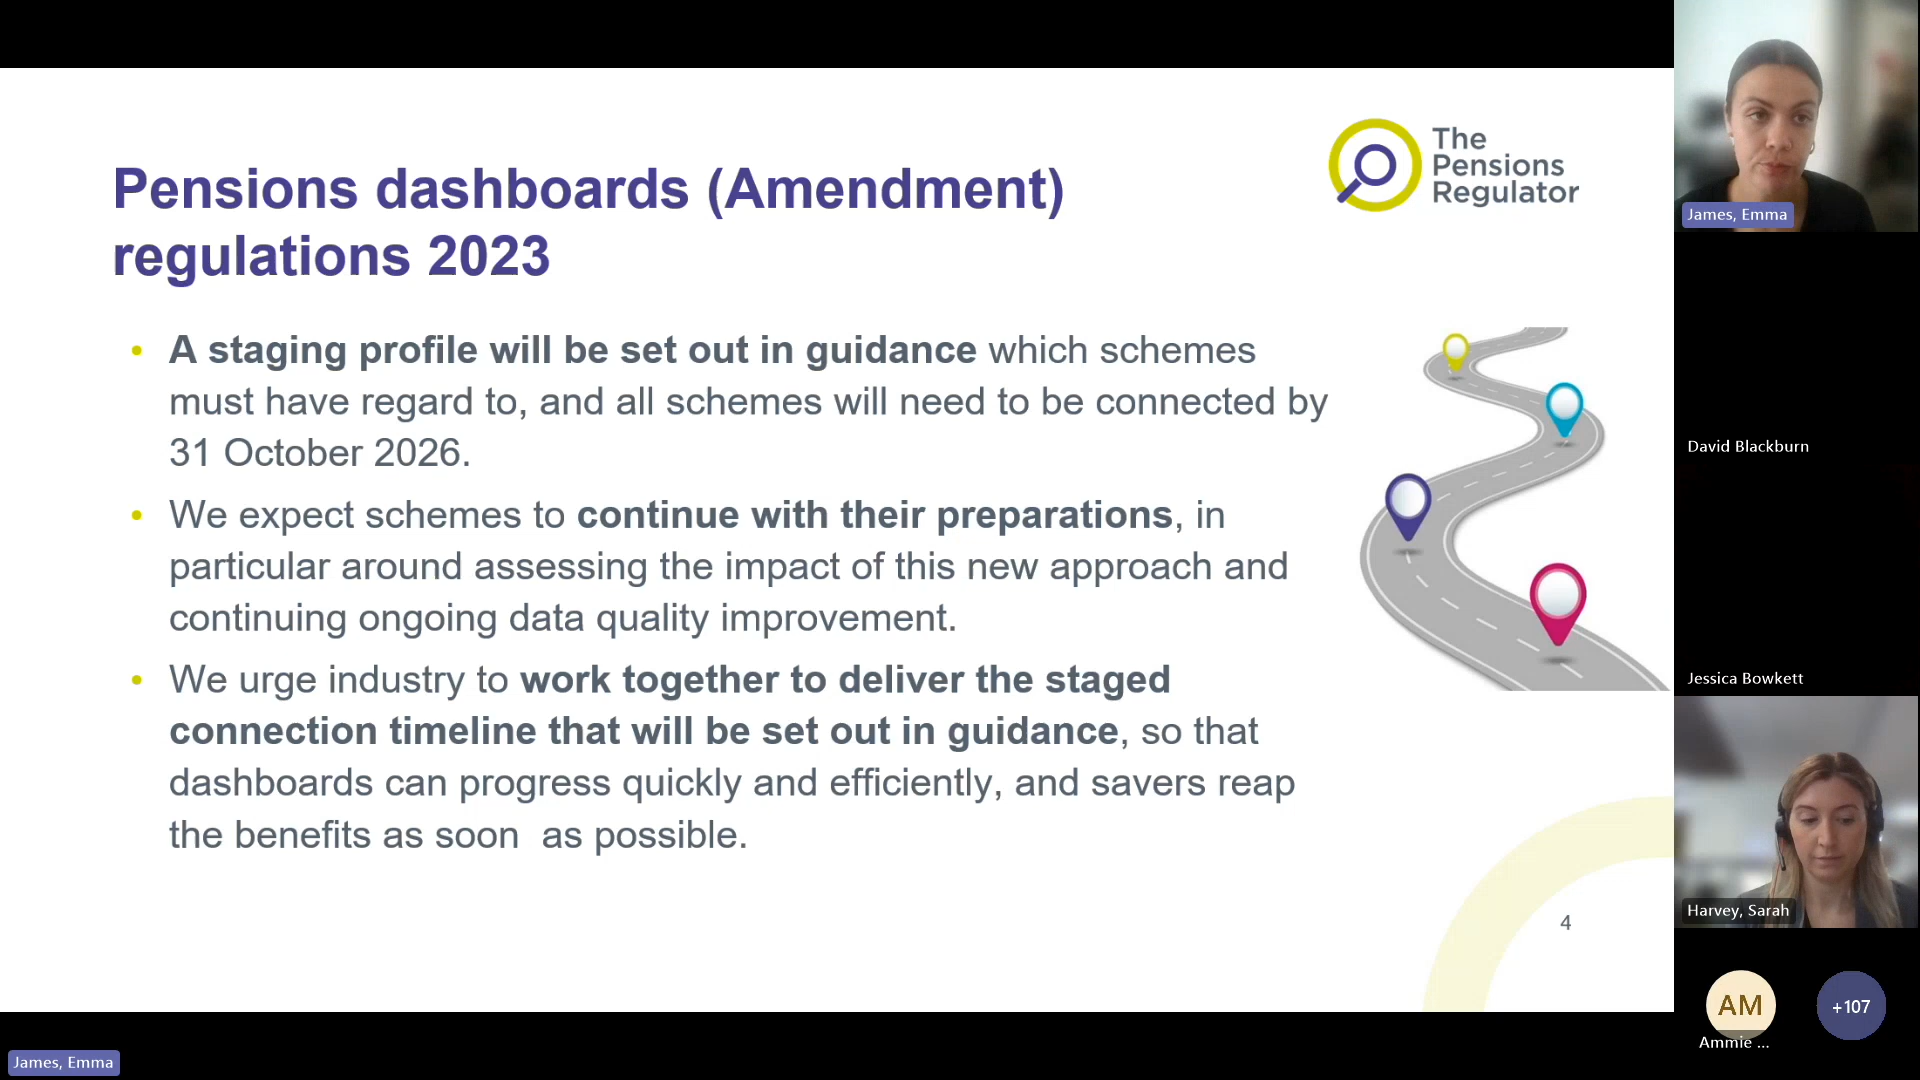 Pensions dashboards (Amendment)
regulations 2023
The
Pensions
Regulator
• A staging profile will be set out in guidance which schemes
must have regard to, and all schemes will need to be connected by
31 October 2026.
• We expect schemes to continue with their preparations, in
particular around assessing the impact of this new approach and
continuing ongoing data quality improvement.
• We urge industry to work together to deliver the staged
connection timeline that will be set out in guidance, so that
dashboards can progress quickly and efficiently, and savers reap
the benefits as soon  as possible.
4
James, Emma
David Blackburn
Jessica Bowkett
Harvey, Sarah
AM
Ammie ...
+107
James, Emma